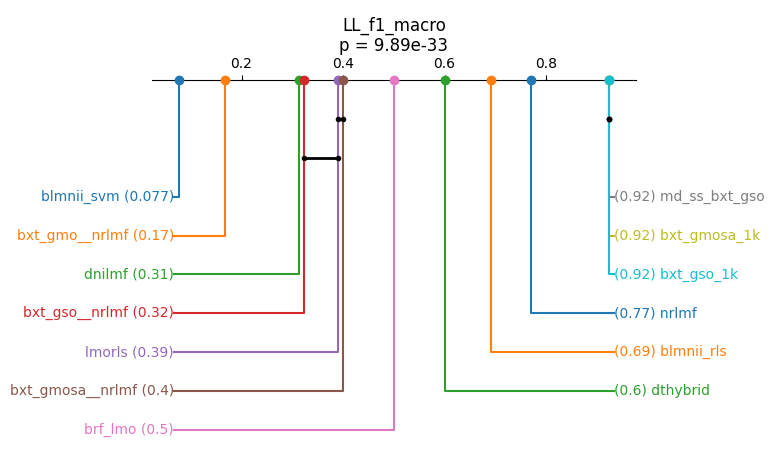 LL_f1_macro
p = 9.89e-33
0.2 0.4 0.6 0.8
blmnii_svm (0.077)
(0.92) md_ss_bxt_gso
bxt_gmo__nrlmf (0.17)
(0.92) bxt_gmosa_1k
dnilmf (0.31)
(0.92) bxt_gso_1k
bxt_gso__nrlmf (0.32)
(0.77) nrlmf
lmorls (0.39)
(0.69) blmnii_rls
bxt_gmosa__nrlmf (0.4)
(0.6) dthybrid
brf_lmo (0.5)